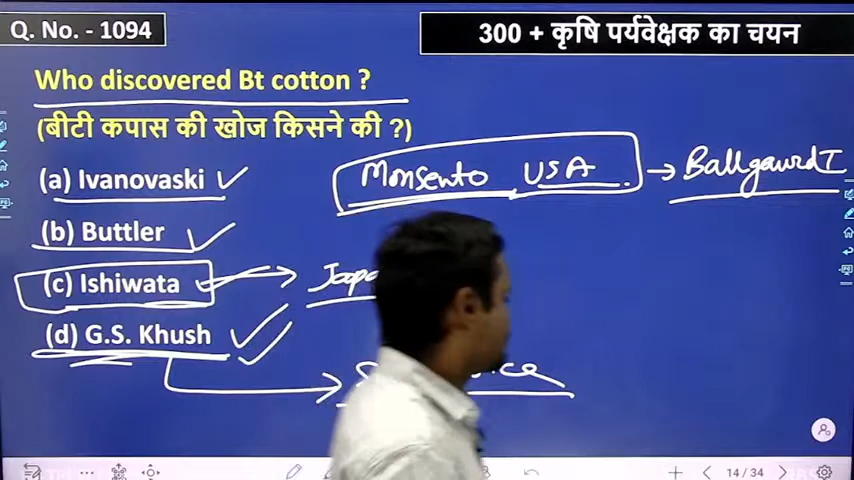 Q. No. - 1094
300 + कृषि पर्यवेक्षक का चयन
Who discovered Bt cotton ?
(बीटी कपास की खोज किसने की ?)
(a) Ivanovaski
Monsento USA → Ballgaurd I
(b) Buttler
(c) Ishiwata
(d) G.S. Khush
14 / 34